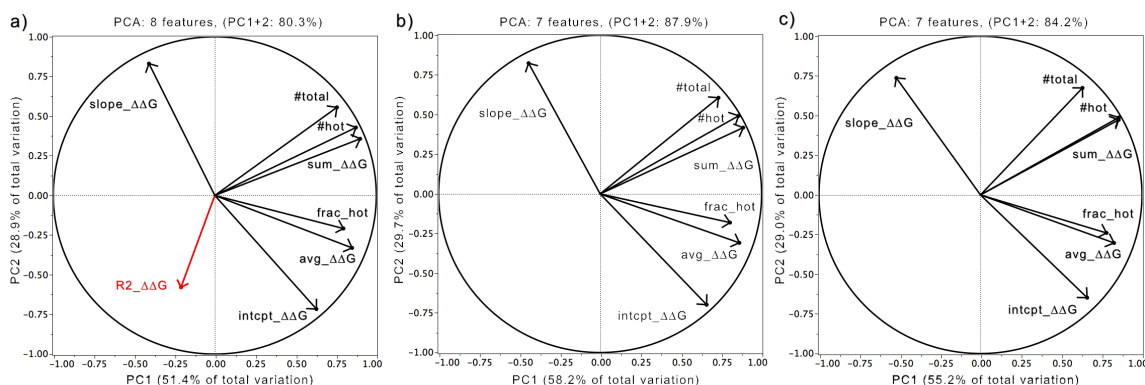 a)
PCA: 8 features, (PC1+2: 80.3%)
1.00
0.75
0.50
0.25
0.00
−0.25
−0.50
−0.75
−1.00
PC2 (28.9% of total variation)
slope_ΔΔG
#total
#hot
sum_ΔΔG
frac_hot
avg_ΔΔG
R2_ΔΔG
intcpt_ΔΔG
−1.00 −0.75 −0.50 −0.25 0.00 0.25 0.50 0.75 1.00
PC1 (51.4% of total variation)
b)
PCA: 7 features, (PC1+2: 87.9%)
1.00
0.75
0.50
0.25
0.00
−0.25
−0.50
−0.75
−1.00
PC2 (29.7% of total variation)
slope_ΔΔG
#total
#hot
sum_ΔΔG
frac_hot
avg_ΔΔG
intcpt_ΔΔG
−1.00 −0.75 −0.50 −0.25 0.00 0.25 0.50 0.75 1.00
PC1 (58.2% of total variation)
c)
PCA: 7 features, (PC1+2: 84.2%)
1.00
0.75
0.50
0.25
0.00
−0.25
−0.50
−0.75
−1.00
PC2 (29.0% of total variation)
slope_ΔΔG
#total
#hot
sum_ΔΔG
frac_hot
avg_ΔΔG
intcpt_ΔΔG
−1.00 −0.75 −0.50 −0.25 0.00 0.25 0.50 0.75 1.00
PC1 (55.2% of total variation)